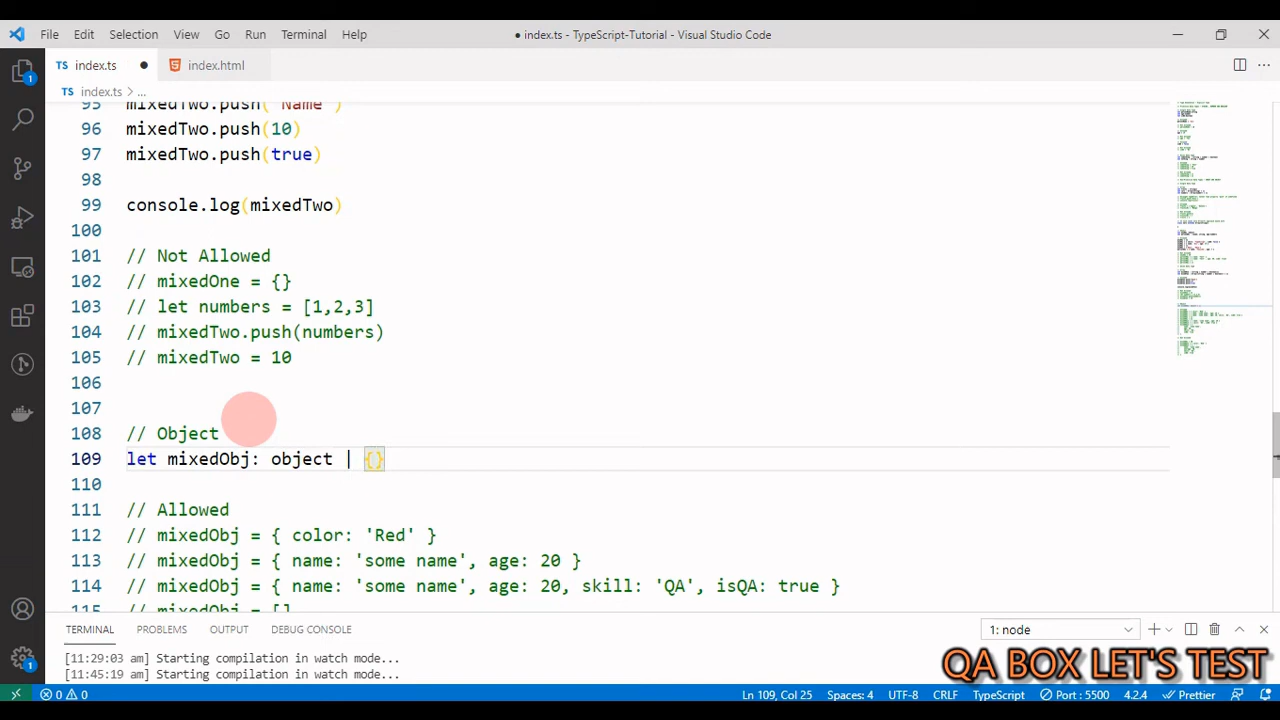 File Edit Selection View Go Run Terminal Help
● index.ts - TypeScript-Tutorial - Visual Studio Code
TS index.ts ● index.html
TS index.ts > ...
95 mixedTwo.push('Name')
96 mixedTwo.push(10)
97 mixedTwo.push(true)
98
99 console.log(mixedTwo)
100
101 // Not Allowed
102 // mixedOne = {}
103 // let numbers = [1,2,3]
104 // mixedTwo.push(numbers)
105 // mixedTwo = 10
106
107
108 // Object
109 let mixedObj: object | {}
110
111 // Allowed
112 // mixedObj = { color: 'Red' }
113 // mixedObj = { name: 'some name', age: 20 }
114 // mixedObj = { name: 'some name', age: 20, skill: 'QA', isQA: true }
115 // mixedObj = []
TERMINAL PROBLEMS OUTPUT DEBUG CONSOLE
1: node
[11:29:03 am] Starting compilation in watch mode...
[11:45:19 am] Starting compilation in watch mode...
QA BOX LET'S TEST
0 0
Ln 109, Col 25 Spaces: 4 UTF-8 CRLF TypeScript Port : 5500 4.2.4 Prettier